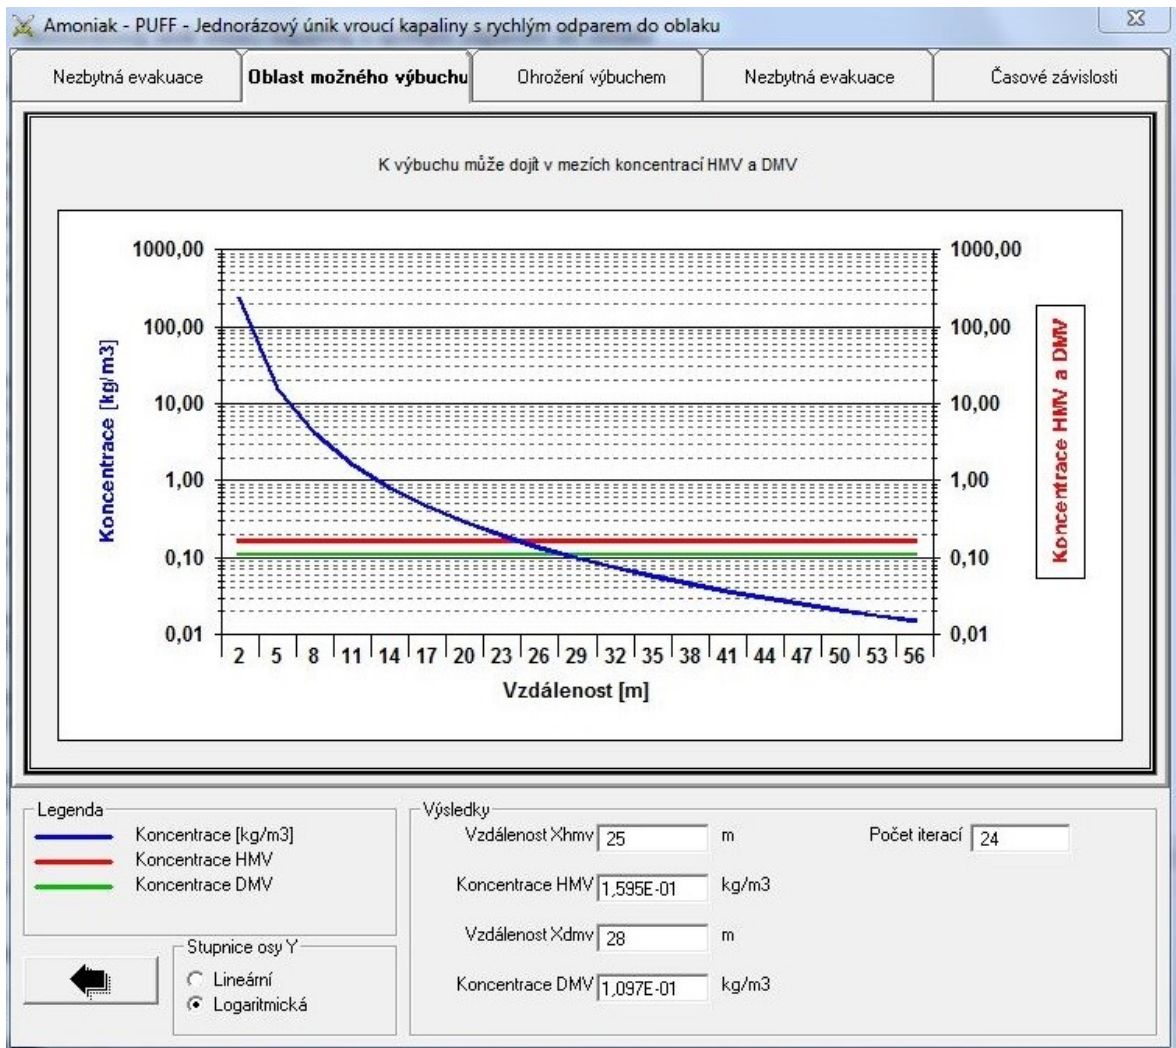 Amoniak - PUFF - Jednorázový únik vroucí kapaliny s rychlým odparem do oblaku
Nezbytná evakuace
Oblast možného výbuchu
Ohrožení výbuchem
Nezbytná evakuace
Časové závislosti
K výbuchu může dojít v mezích koncentrací HMV a DMV
Koncentrace [kg/m3]
1000,00
100,00
10,00
1,00
0,10
0,01
1000,00
100,00
10,00
1,00
0,10
0,01
Koncentrace HMV a DMV
2 5 8 11 14 17 20 23 26 29 32 35 38 41 44 47 50 53 56
Vzdálenost [m]
Legenda
Koncentrace [kg/m3]
Koncentrace HMV
Koncentrace DMV
Stupnice osy Y
Lineární
Logaritmická
Výsledky
Vzdálenost Xhmv 25 m
Počet iterací 24
Koncentrace HMV 1,595E-01 kg/m3
Vzdálenost Xdmv 28 m
Koncentrace DMV 1,097E-01 kg/m3